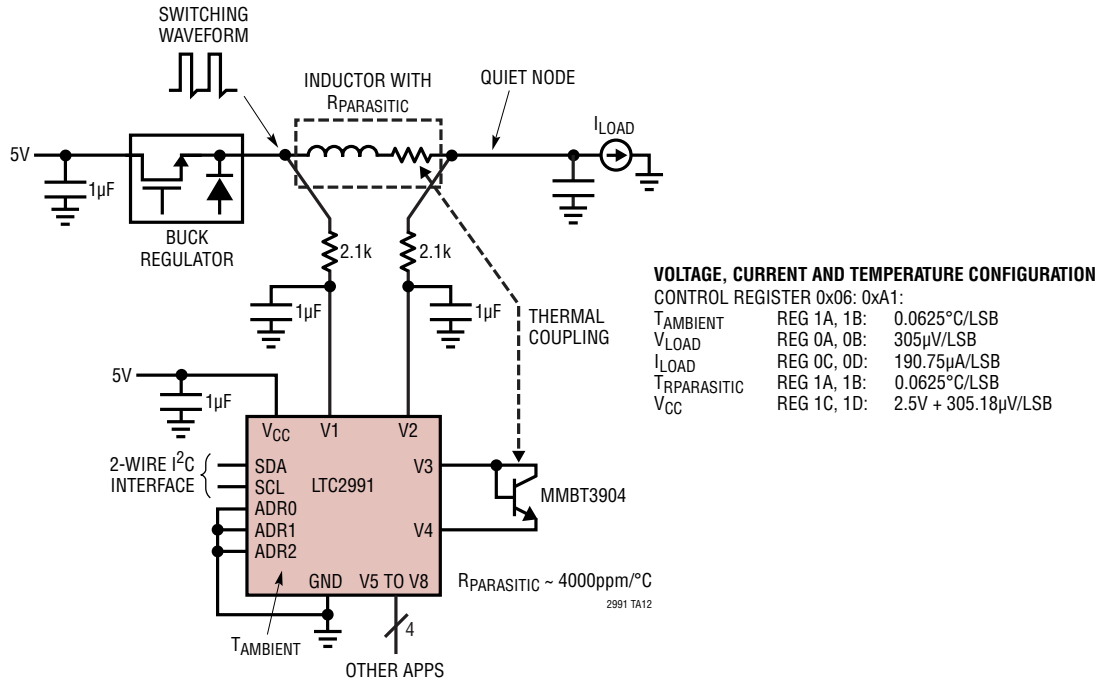 SWITCHING
WAVEFORM
INDUCTOR WITH
RPARASITIC
QUIET NODE
ILOAD
5V
1µF
BUCK
REGULATOR
2.1k
2.1k
1µF
1µF
THERMAL
COUPLING
VOLTAGE, CURRENT AND TEMPERATURE CONFIGURATION
CONTROL REGISTER 0x06: 0xA1:
TAMBIENT REG 1A, 1B: 0.0625°C/LSB
VLOAD REG 0A, 0B: 305µV/LSB
ILOAD REG 0C, 0D: 190.75µA/LSB
TRPARASITIC REG 1A, 1B: 0.0625°C/LSB
VCC REG 1C, 1D: 2.5V + 305.18µV/LSB
5V
1µF
VCC V1 V2
2-WIRE I²C
INTERFACE
SDA
SCL
ADR0
ADR1
ADR2
LTC2991
V3
V4
MMBT3904
GND V5 TO V8
RPARASITIC ~ 4000ppm/°C
2991 TA12
TAMBIENT
4
OTHER APPS